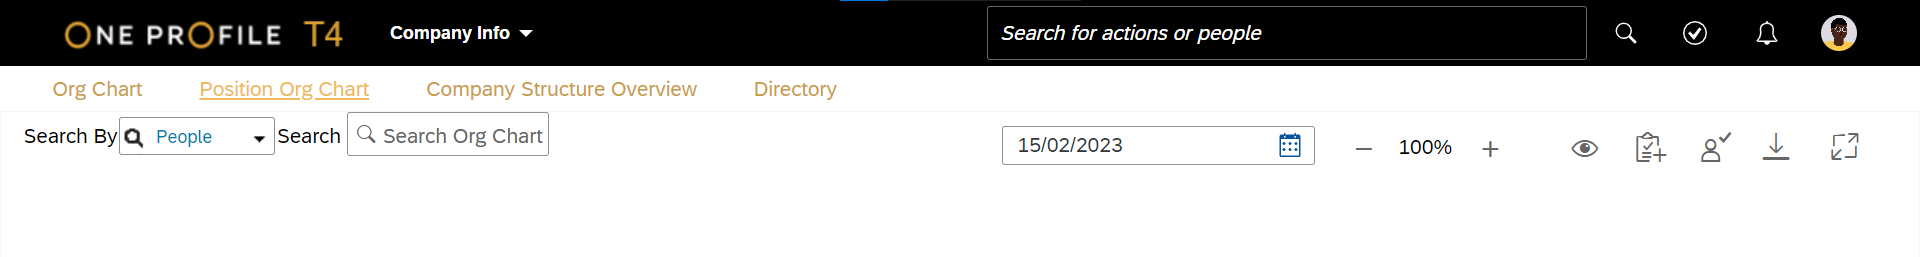 ONE PROFILE T4 Company Info Search for actions or people
Org Chart Position Org Chart Company Structure Overview Directory
Search By People Search Search Org Chart 15/02/2023 100%